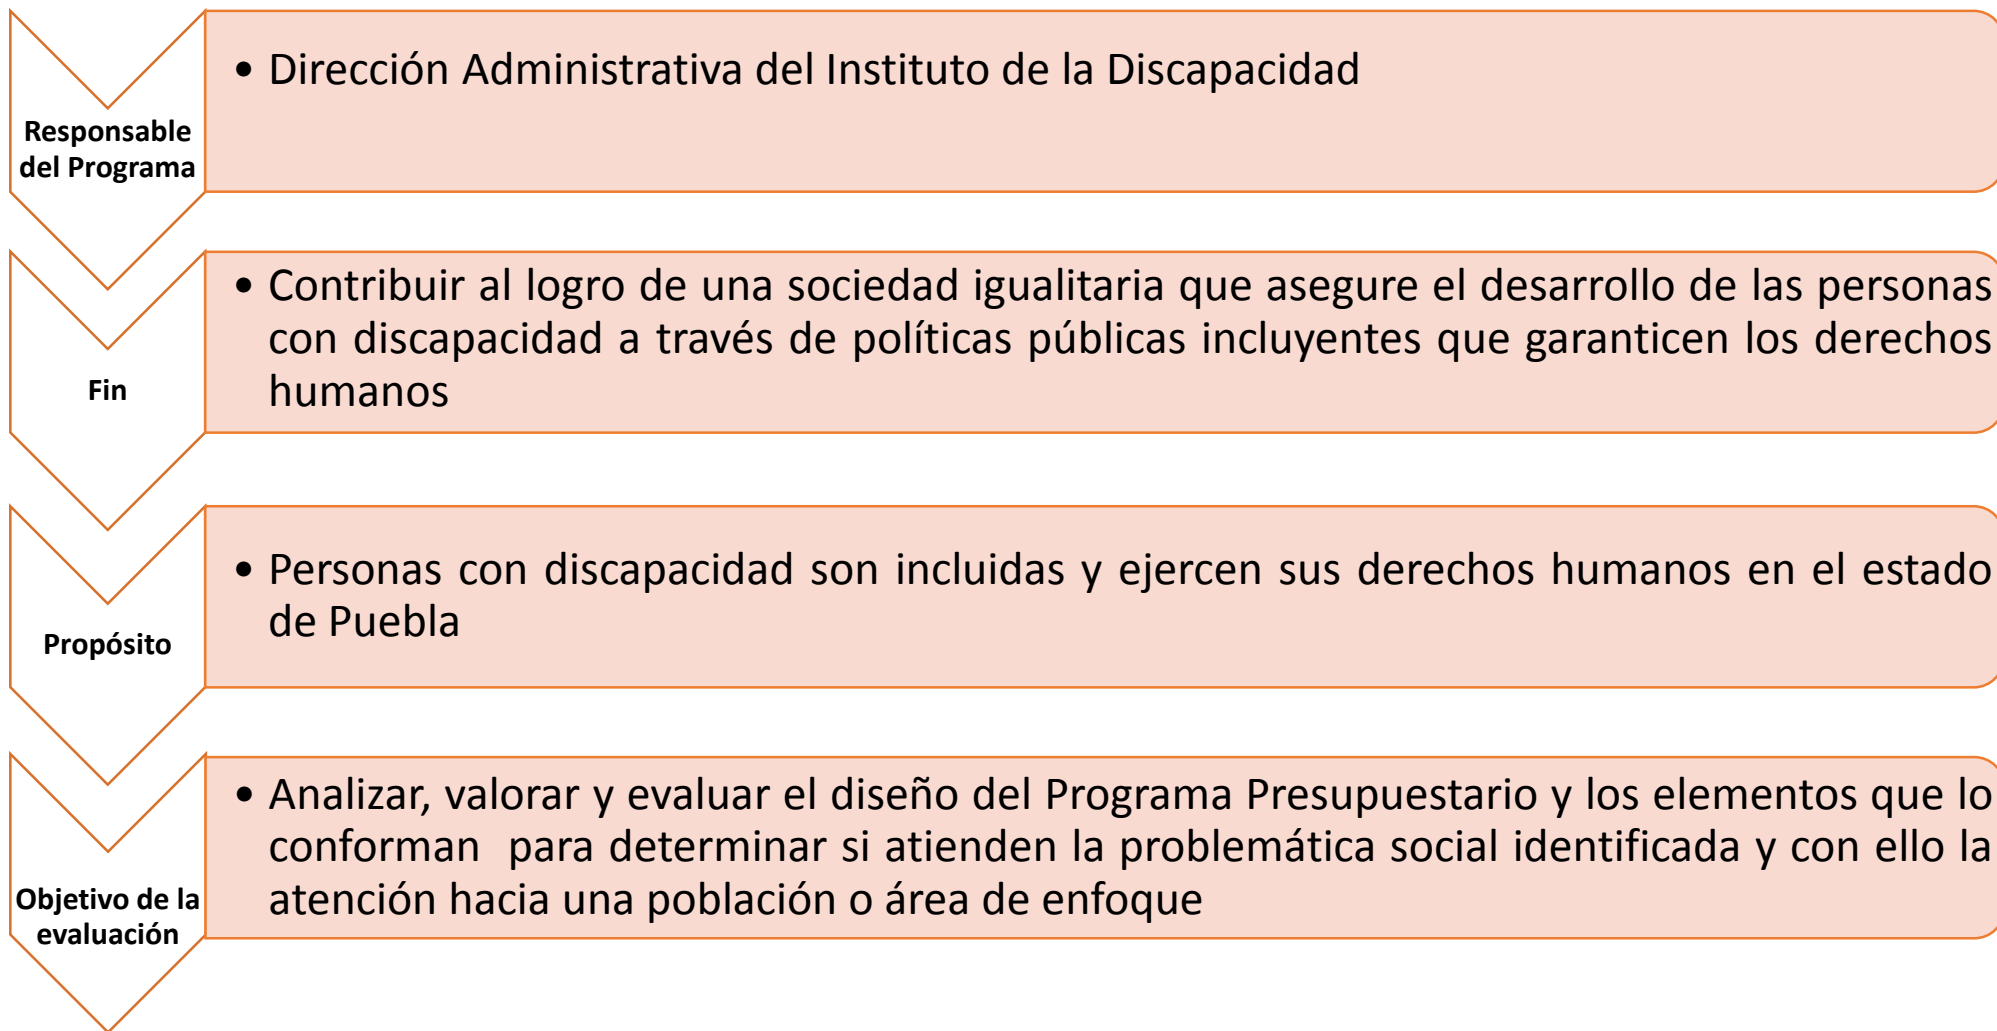 Responsable
del Programa
• Dirección Administrativa del Instituto de la Discapacidad
Fin
• Contribuir al logro de una sociedad igualitaria que asegure el desarrollo de las personas
con discapacidad a través de políticas públicas incluyentes que garanticen los derechos
humanos
Propósito
• Personas con discapacidad son incluidas y ejercen sus derechos humanos en el estado
de Puebla
Objetivo de la
evaluación
• Analizar, valorar y evaluar el diseño del Programa Presupuestario y los elementos que lo
conforman para determinar si atienden la problemática social identificada y con ello la
atención hacia una población o área de enfoque